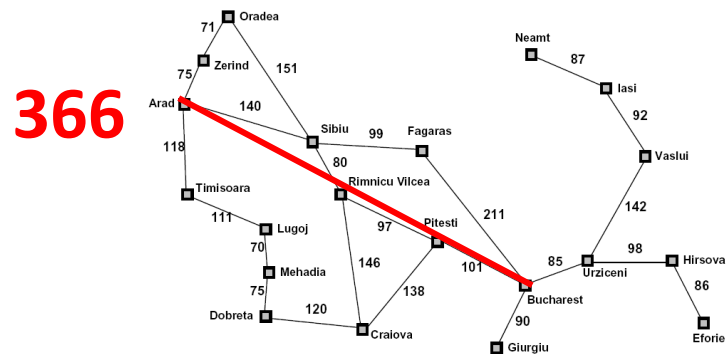 Oradea
71
Neamt
87
Zerind
151
75
Iasi
366
Arad
140
92
Sibiu
99
Fagaras
118
80
Vaslui
Rimnicu Vilcea
Timisoara
211
142
111
97
Pitesti
Lugoj
70
98
Hirsova
146
101
85
Mehadia
Urziceni
138
86
75
Bucharest
120
Dobreta
90
Craiova
Eforie
Giurgiu